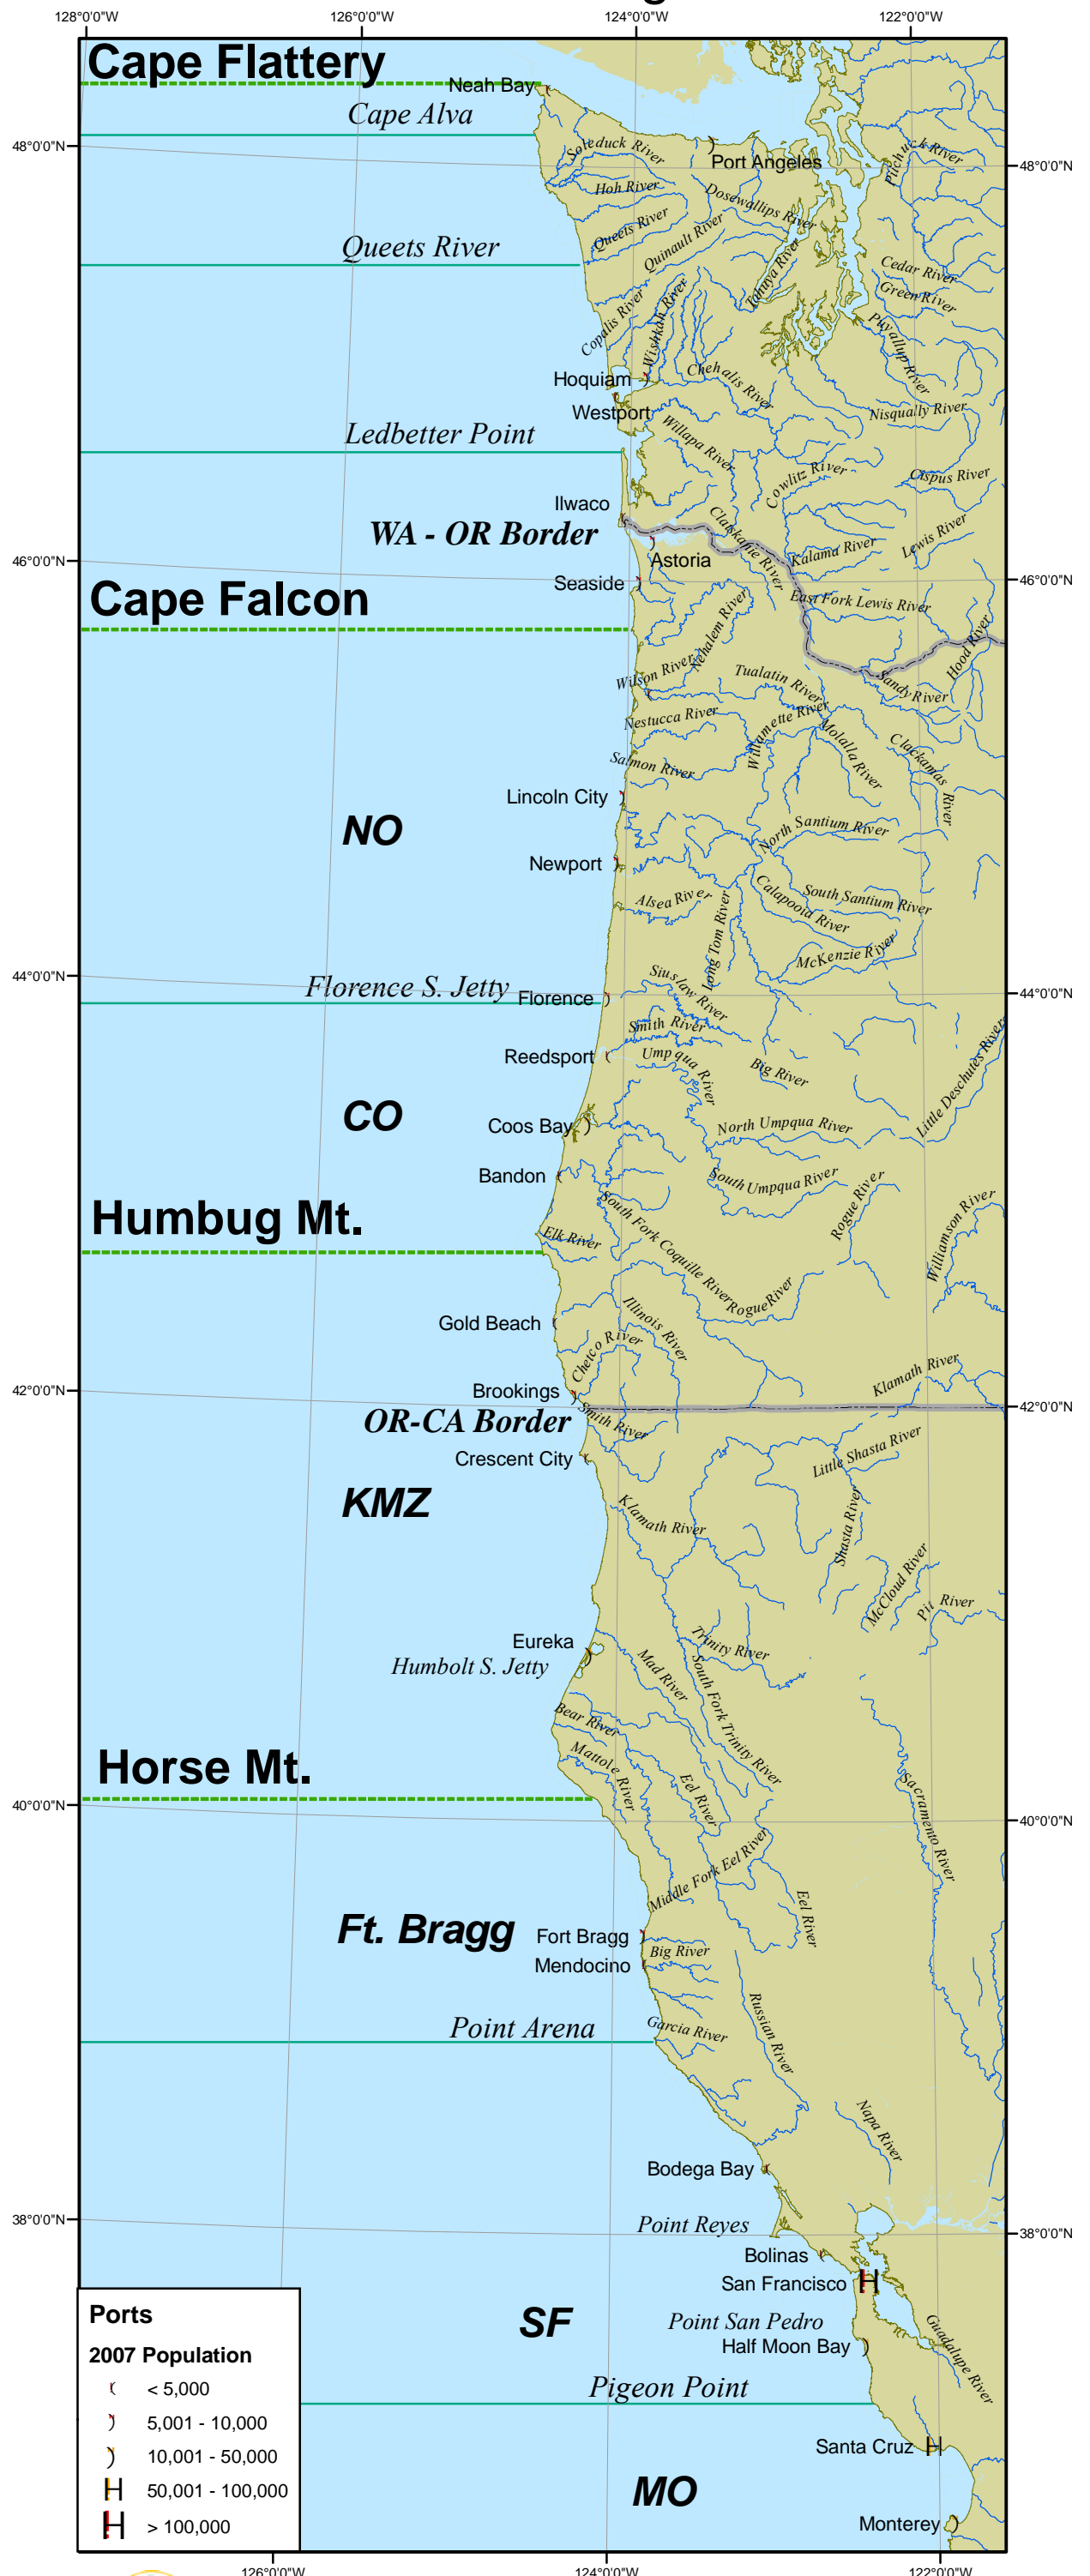 128°0'0"W 126°0'0"W 124°0'0"W 122°0'0"W
Cape Flattery
Neah Bay
Cape Alva
48°0'0"N
Soleduck River
Port Angeles
Pilchuck River
48°0'0"N
Hoh River
Dosewallips River
Queets River
Queets River
Quinault River
Tahuya River
Cedar River
Green River
Copalis River
Wishkah River
Puyallup River
Hoquiam
Chehalis River
Westport
Nisqually River
Ledbetter Point
Willapa River
Cowlitz River
Cispus River
Ilwaco
WA - OR Border
Clatskanie River
Lewis River
Kalama River
Astoria
46°0'0"N
Seaside
46°0'0"N
Cape Falcon
East Fork Lewis River
Nehalem River
Hood River
Wilson River
Tualatin River
Sandy River
Nestucca River
Willamette River
Molalla River
Clackamas River
Salmon River
Lincoln City
NO
North Santium River
Newport
Alsea River
Long Tom River
Calapooia River
South Santium River
McKenzie River
44°0'0"N
Florence S. Jetty
Florence
Siuslaw River
44°0'0"N
Smith River
Reedsport
Umpqua River
Big River
Little Deschutes River
CO
Coos Bay
North Umpqua River
Bandon
South Umpqua River
Rogue River
Williamson River
Humbug Mt.
Elk River
South Fork Coquille River
Rogue River
Gold Beach
Illinois River
Chetco River
Klamath River
42°0'0"N
Brookings
42°0'0"N
OR-CA Border
Smith River
Little Shasta River
Crescent City
KMZ
Klamath River
Shasta River
McCloud River
Pit River
Eureka
Trinity River
Humbolt S. Jetty
Mad River
South Fork Trinity River
Bear River
Horse Mt.
Mattole River
Eel River
Sacramento River
40°0'0"N
40°0'0"N
Middle Fork Eel River
Eel River
Ft. Bragg
Fort Bragg
Big River
Mendocino
Russian River
Point Arena
Garcia River
Napa River
Bodega Bay
38°0'0"N
Point Reyes
38°0'0"N
Bolinas
San Francisco
SF
Point San Pedro
Half Moon Bay
Guadalupe River
Pigeon Point
Santa Cruz
MO
Monterey
Ports
2007 Population
< 5,000
5,001 - 10,000
10,001 - 50,000
50,001 - 100,000
> 100,000
126°0'0"W 124°0'0"W 122°0'0"W